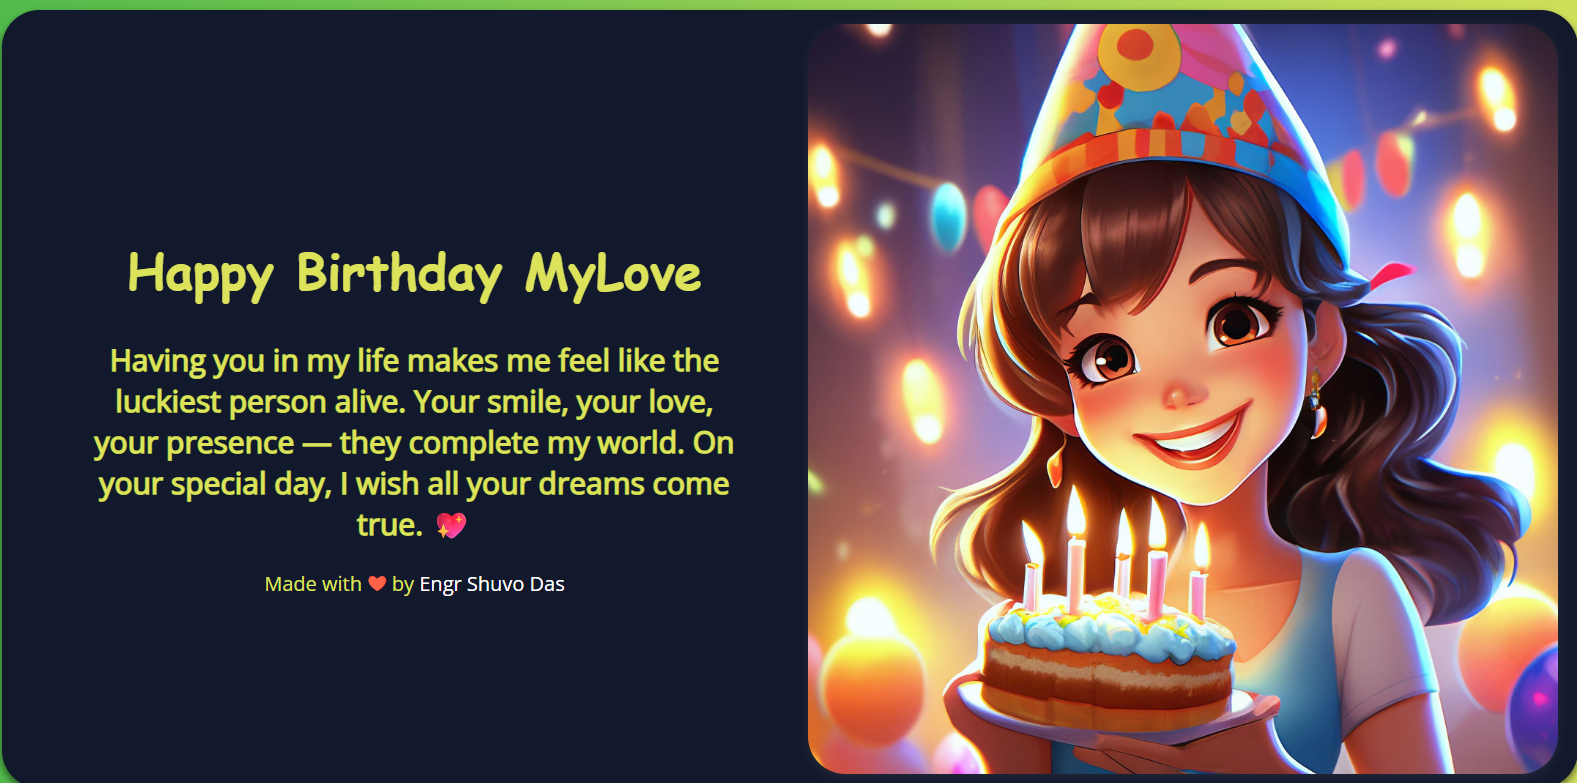 Happy Birthday MyLove
Having you in my life makes me feel like the
luckiest person alive. Your smile, your love,
your presence — they complete my world. On
your special day, I wish all your dreams come
true. 💖
Made with ❤️ by Engr Shuvo Das